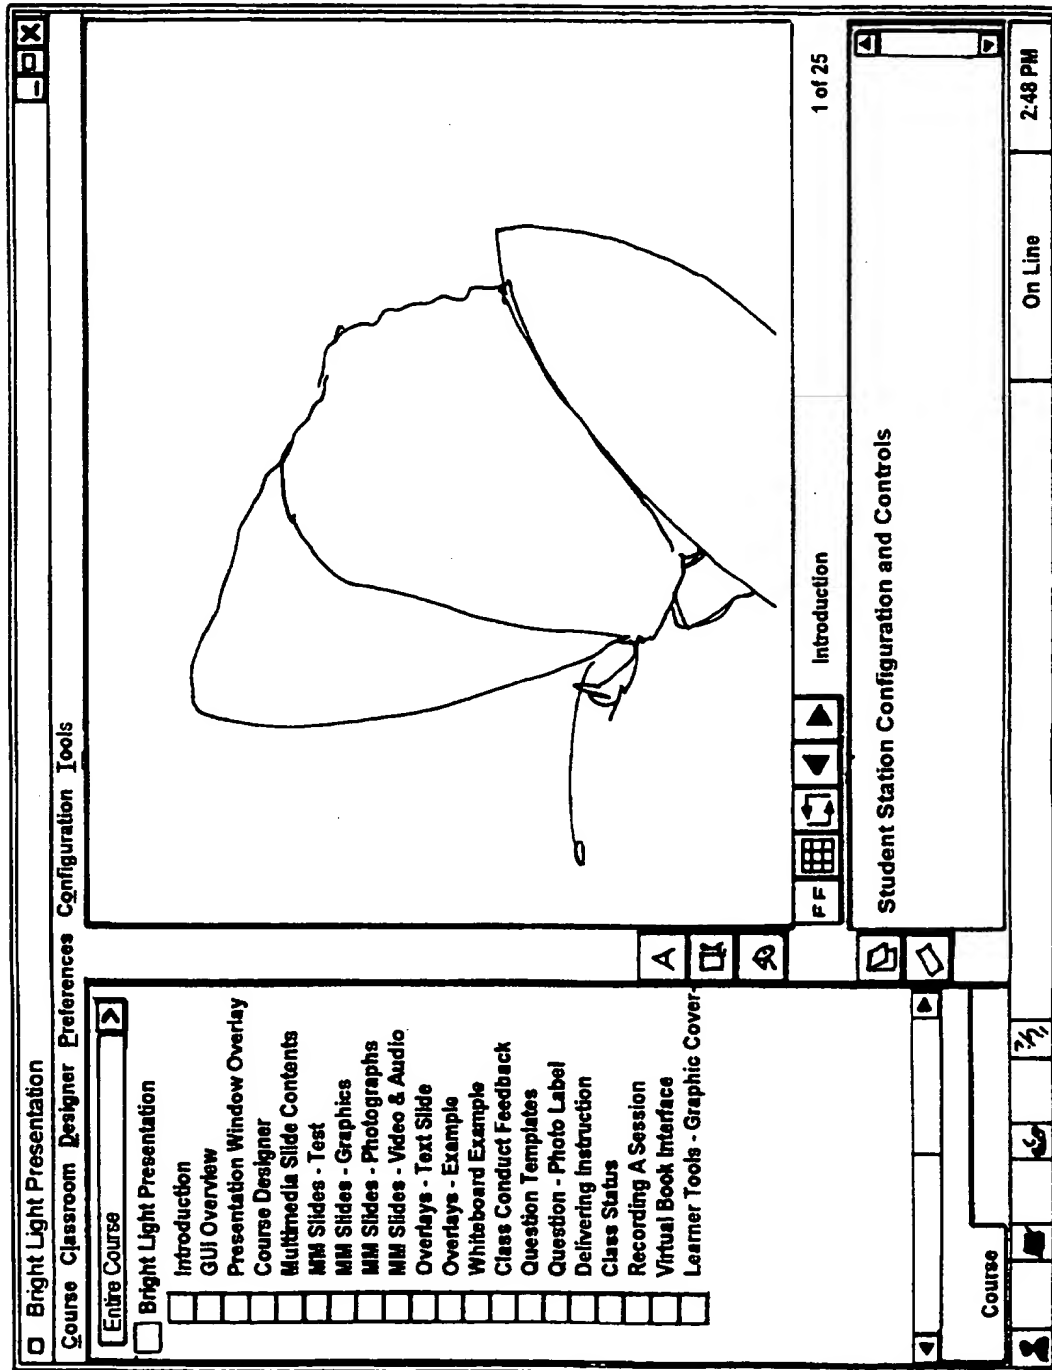 Bright Light Presentation
Course Classroom Designer Preferences Configuration Tools
Entire Course
Bright Light Presentation
Introduction
GUI Overview
Presentation Window Overlay
Course Designer
Multimedia Slide Contents
MM Slides - Test
MM Slides - Graphics
MM Slides - Photographs
MM Slides - Video & Audio
Overlays - Text Slide
Overlays - Example
Whiteboard Example
Class Conduct Feedback
Question Templates
Question - Photo Label
Delivering Instruction
Class Status
Recording A Session
Virtual Book Interface
Learner Tools - Graphic Cover-
Course
A
F F
Introduction
1 of 25
Student Station Configuration and Controls
On Line
2:48 PM